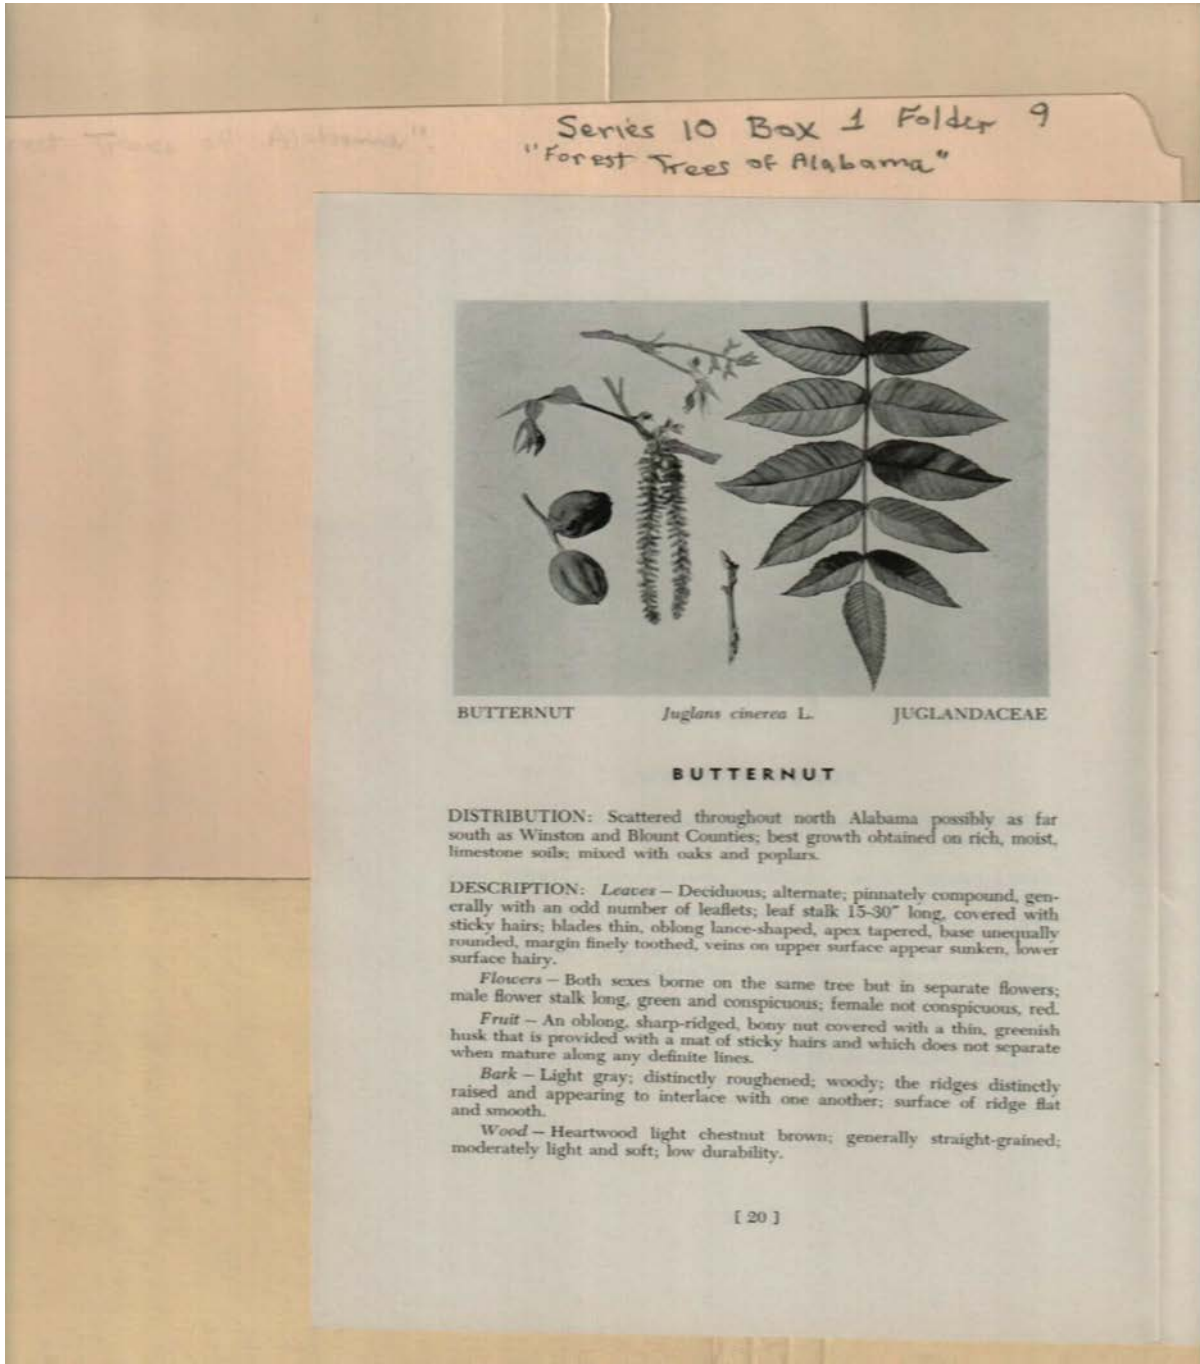 Series 10 Box 1 Folder 9
"Forest Trees of Alabama"
BUTTERNUT Juglans cinerea L. JUGLANDACEAE
BUTTERNUT
DISTRIBUTION: Scattered throughout north Alabama possibly as far
south as Winston and Blount Counties; best growth obtained on rich, moist,
limestone soils; mixed with oaks and poplars.
DESCRIPTION: Leaves – Deciduous; alternate; pinnately compound, gen-
erally with an odd number of leaflets; leaf stalk 15-30″ long, covered with
sticky hairs; blades thin, oblong lance-shaped, apex tapered, base unequally
rounded, margin finely toothed, veins on upper surface appear sunken, lower
surface hairy.
Flowers – Both sexes borne on the same tree but in separate flowers;
male flower stalk long, green and conspicuous; female not conspicuous, red.
Fruit – An oblong, sharp-ridged, bony nut covered with a thin, greenish
husk that is provided with a mat of sticky hairs and which does not separate
when mature along any definite lines.
Bark – Light gray; distinctly roughened; woody; the ridges distinctly
raised and appearing to interlace with one another; surface of ridge flat
and smooth.
Wood – Heartwood light chestnut brown; generally straight-grained;
moderately light and soft; low durability.
[ 20 ]